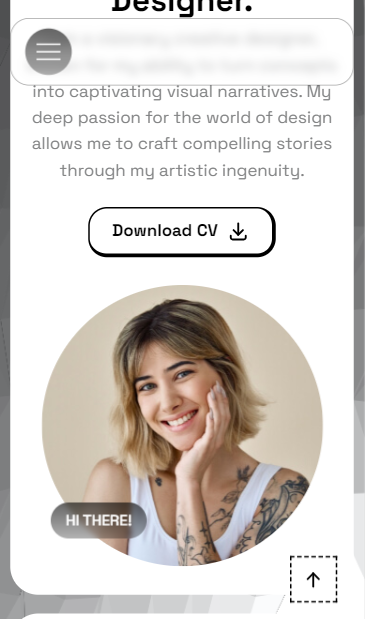 Designer.
into captivating visual narratives. My
deep passion for the world of design
allows me to craft compelling stories
through my artistic ingenuity.
Download CV
HI THERE!